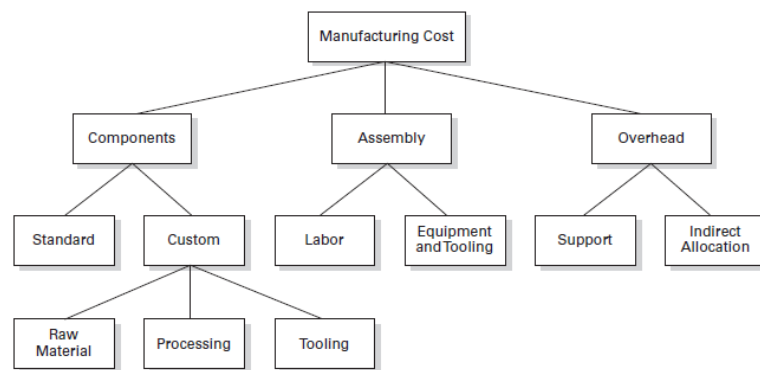 Manufacturing Cost
Components
Assembly
Overhead
Standard
Custom
Labor
Equipment
and Tooling
Support
Indirect
Allocation
Raw
Material
Processing
Tooling